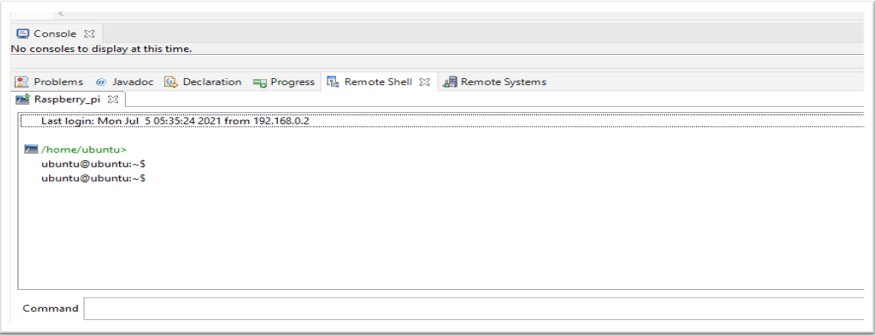 Console
No consoles to display at this time.
Problems @ Javadoc Declaration Progress Remote Shell Remote Systems
Raspberry_pi
Last login: Mon Jul  5 05:35:24 2021 from 192.168.0.2
/home/ubuntu>
ubuntu@ubuntu:~$
ubuntu@ubuntu:~$
Command